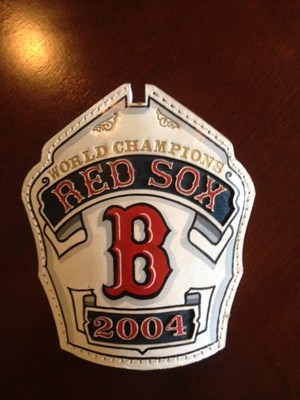 WORLD CHAMPIONS
RED SOX
B
2004